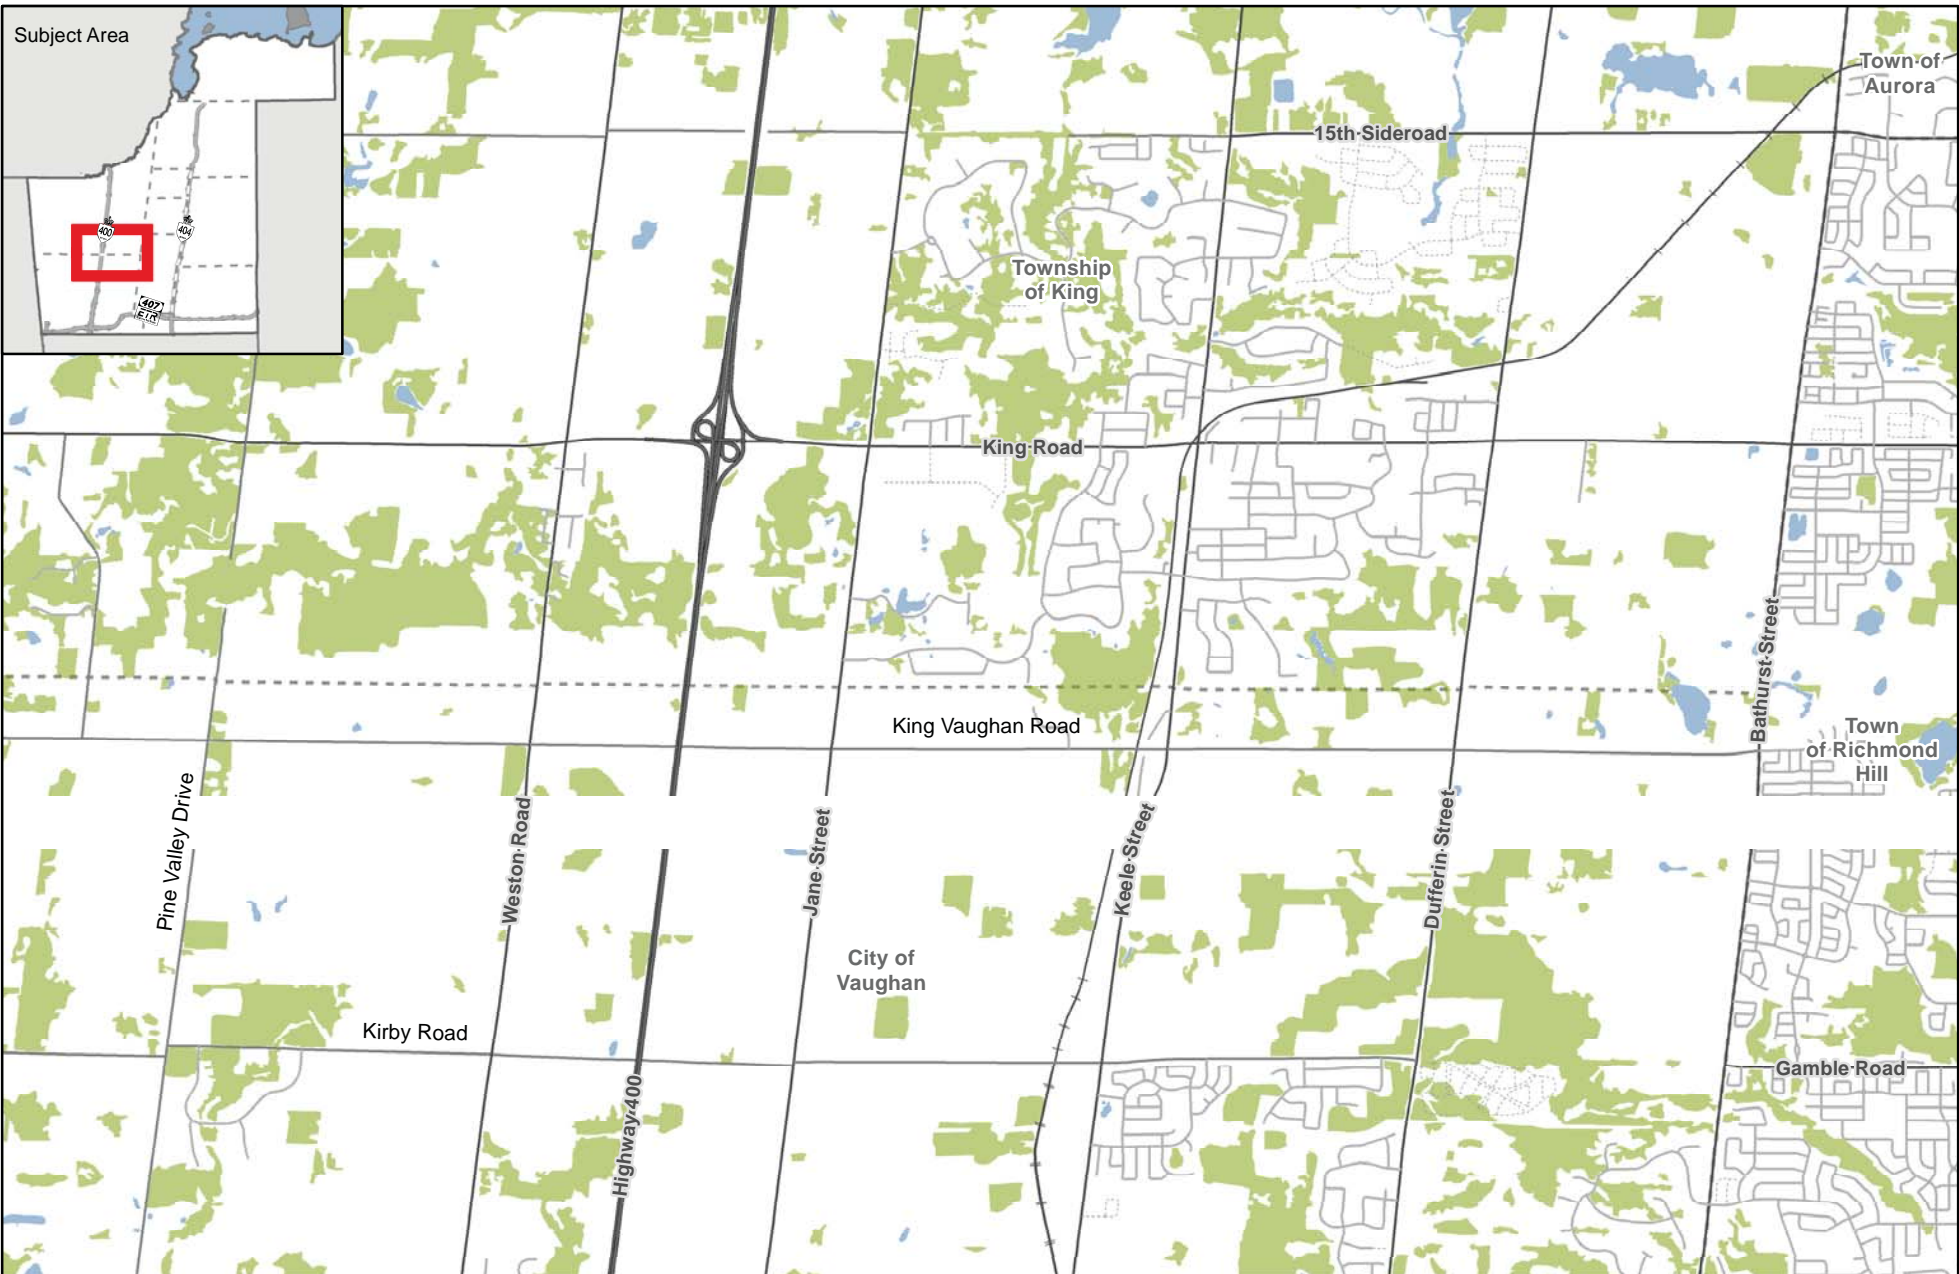 Subject Area
400
404
407
ETR
Town of
Aurora
15th Sideroad
Township
of King
King Road
Bathurst Street
King Vaughan Road
Town
of Richmond
Hill
Pine Valley Drive
Weston Road
Jane Street
Keele Street
Dufferin Street
City of
Vaughan
Kirby Road
Gamble Road
Highway 400